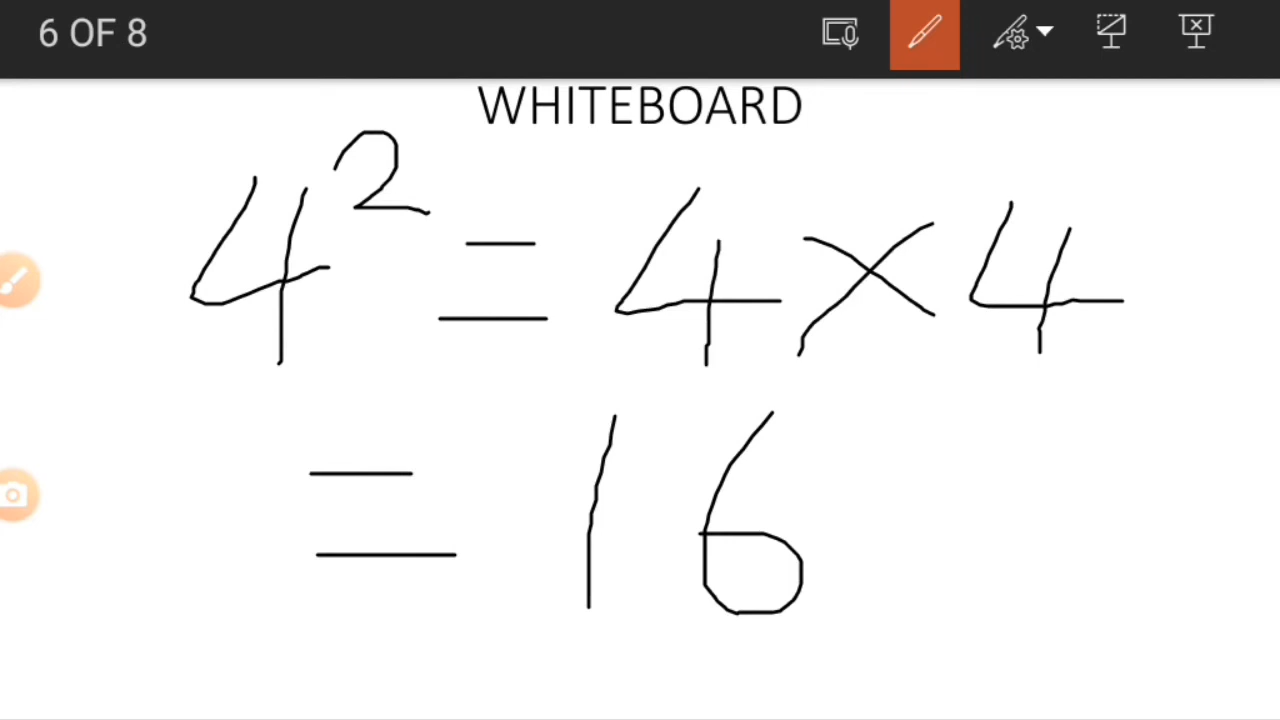 6 OF 8
WHITEBOARD
4² = 4 × 4
= 16